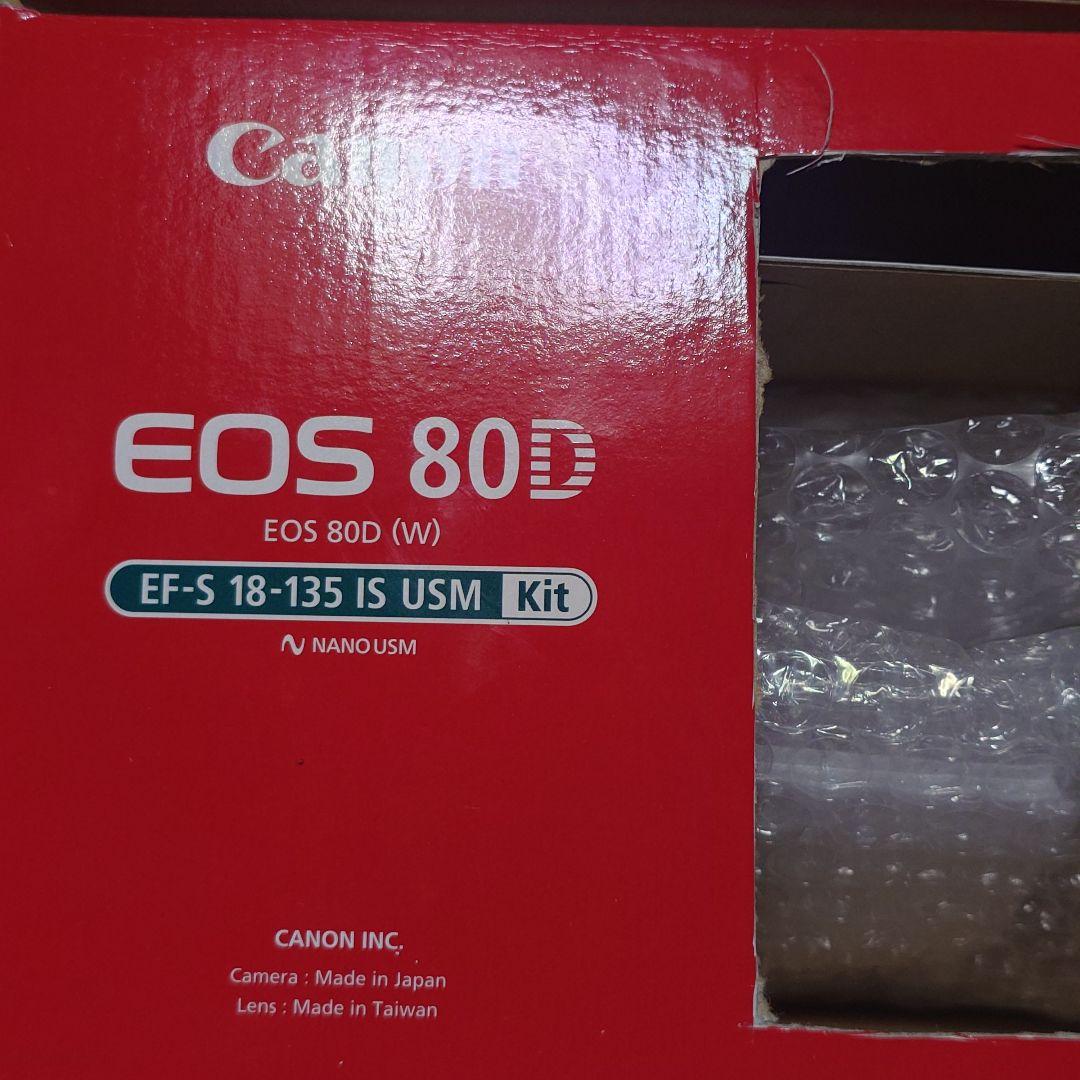 Canon
EOS 80D
EOS 80D (W)
EF-S 18-135 IS USM Kit
NANO USM
CANON INC.
Camera : Made in Japan
Lens : Made in Taiwan